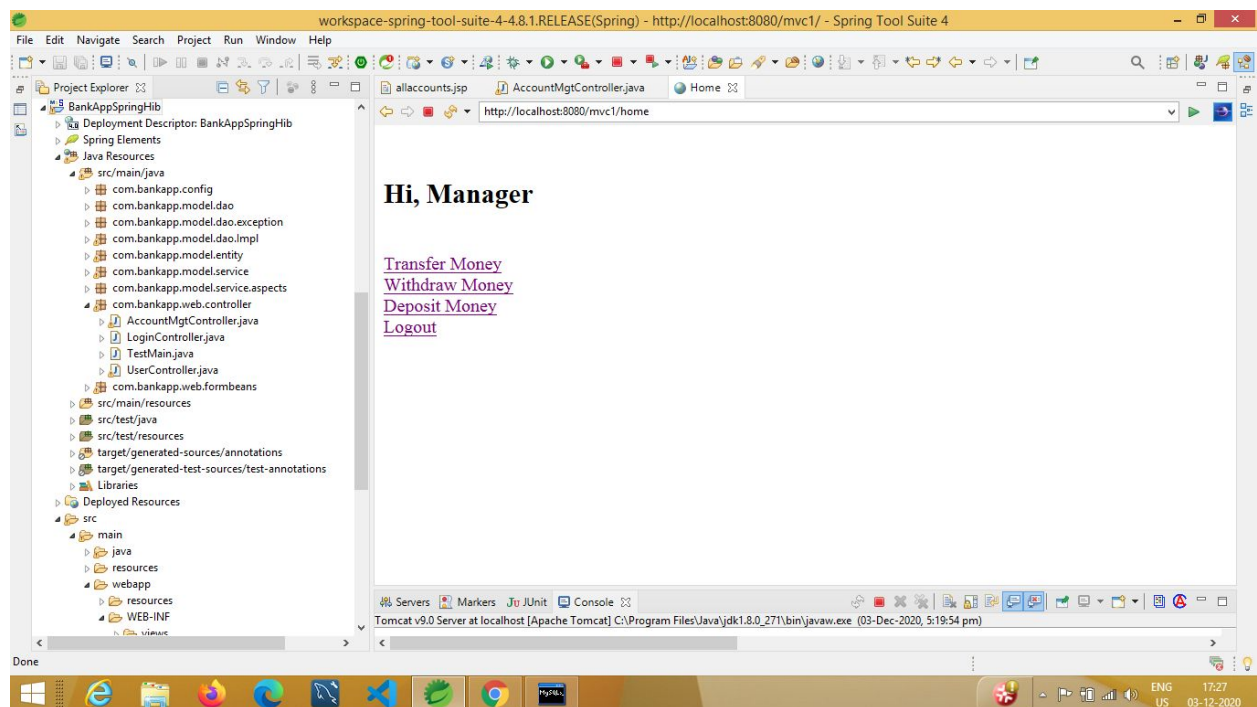 workspace-spring-tool-suite-4-4.8.1.RELEASE(Spring) - http://localhost:8080/mvc1/ - Spring Tool Suite 4
File Edit Navigate Search Project Run Window Help
Project Explorer
BankAppSpringHib
Deployment Descriptor: BankAppSpringHib
Spring Elements
Java Resources
src/main/java
com.bankapp.config
com.bankapp.model.dao
com.bankapp.model.dao.exception
com.bankapp.model.dao.Impl
com.bankapp.model.entity
com.bankapp.model.service
com.bankapp.model.service.aspects
com.bankapp.web.controller
AccountMgtController.java
LoginController.java
TestMain.java
UserController.java
com.bankapp.web.formbeans
src/main/resources
src/test/java
src/test/resources
target/generated-sources/annotations
target/generated-test-sources/test-annotations
Libraries
Deployed Resources
src
main
java
resources
webapp
resources
WEB-INF
views
allaccounts.jsp AccountMgtController.java Home
http://localhost:8080/mvc1/home
Hi, Manager
Transfer Money
Withdraw Money
Deposit Money
Logout
Servers Markers JUnit Console
Tomcat v9.0 Server at localhost [Apache Tomcat] C:\Program Files\Java\jdk1.8.0_271\bin\javaw.exe (03-Dec-2020, 5:19:54 pm)
Done
ENG 17:27
US 03-12-2020